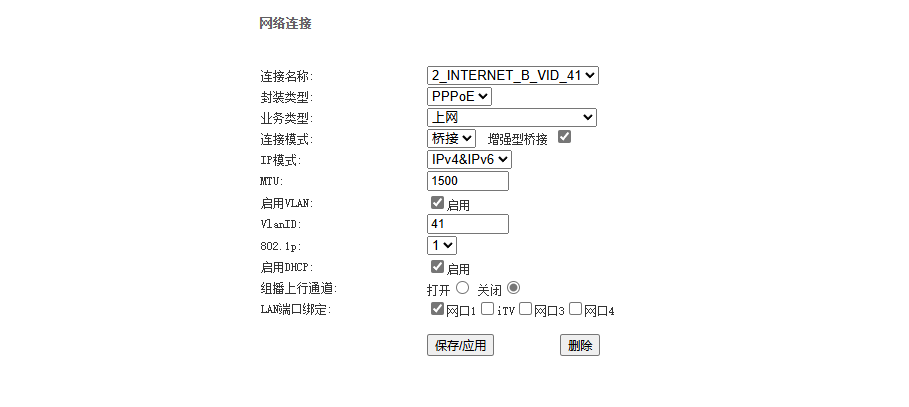 网络连接
连接名称: 2_INTERNET_B_VID_41
封装类型: PPPoE
业务类型: 上网
连接模式: 桥接 增强型桥接
IP模式: IPv4&IPv6
MTU: 1500
启用VLAN: 启用
VlanID: 41
802.1p: 1
启用DHCP: 启用
组播上行通道: 打开 关闭
LAN端口绑定: 网口1 iTV 网口3 网口4
保存/应用 删除